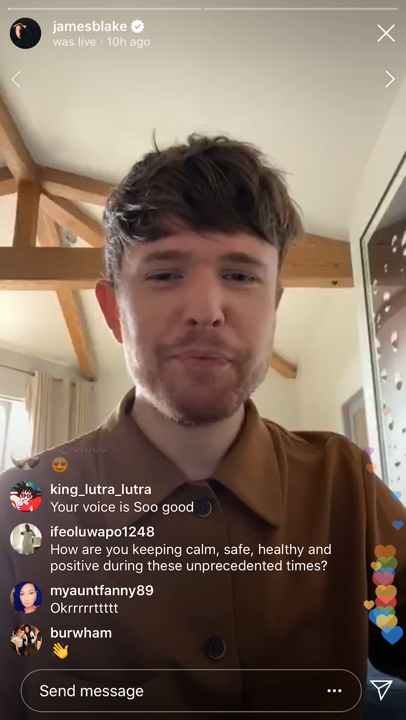 jamesblake
was live · 10h ago
king_lutra_lutra
Your voice is Soo good
ifeoluwapo1248
How are you keeping calm, safe, healthy and
positive during these unprecedented times?
myauntfanny89
Okrrrrrttttt
burwham
Send message